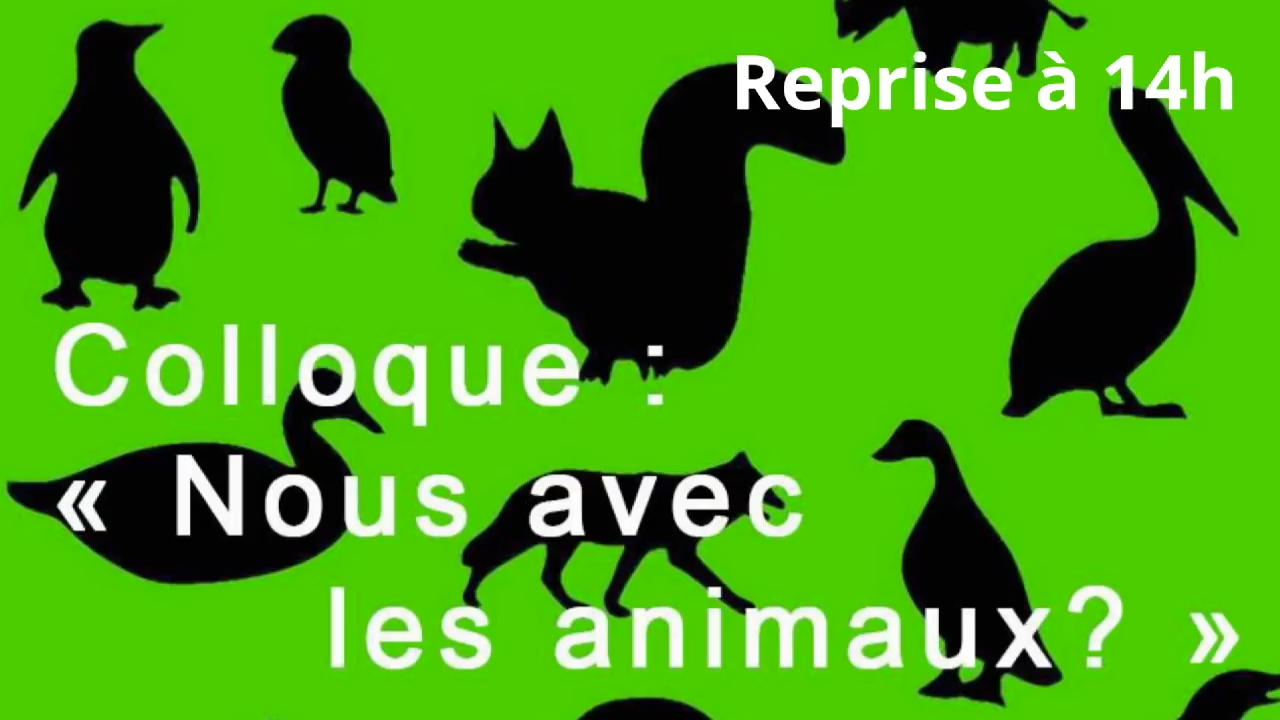 Reprise à 14h
Colloque :
« Nous avec
les animaux? »